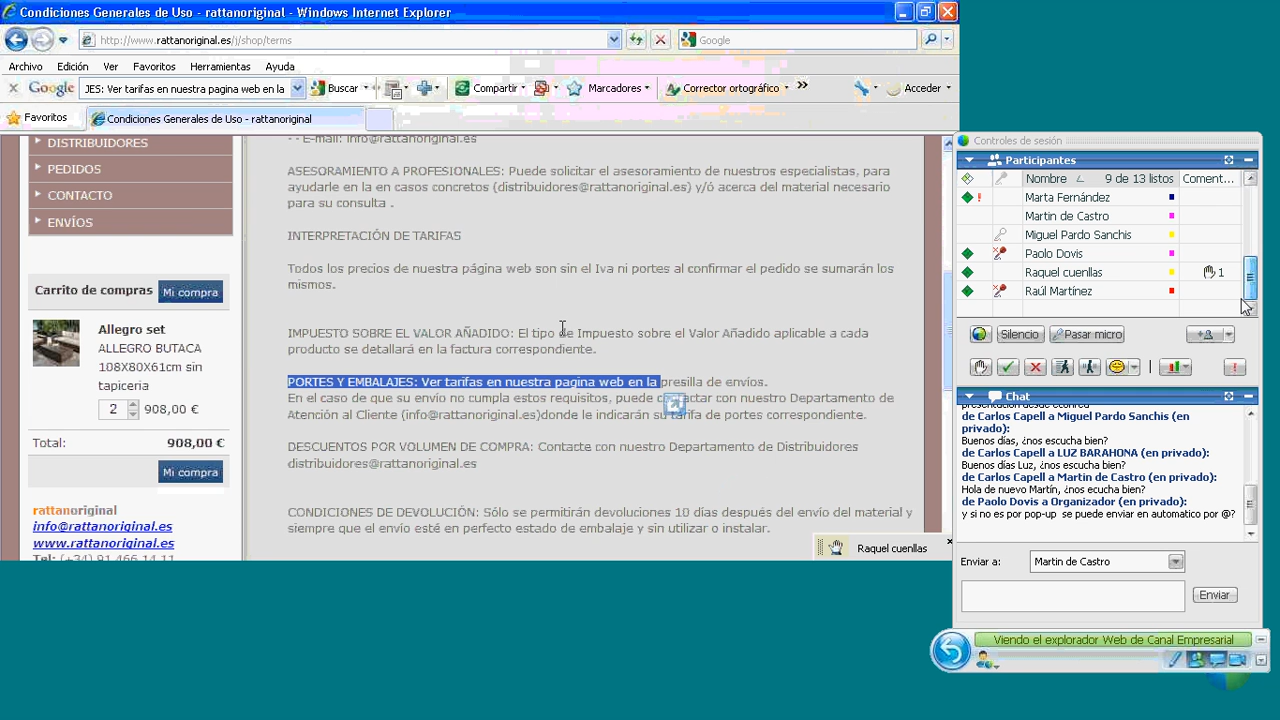 Condiciones Generales de Uso - rattanoriginal - Windows Internet Explorer
http://www.rattanoriginal.es/j/shop/terms
Google
Archivo Edición Ver Favoritos Herramientas Ayuda
Google JES: Ver tarifas en nuestra pagina web en la Buscar Compartir Marcadores Corrector ortográfico Acceder
Favoritos Condiciones Generales de Uso - rattanoriginal
DISTRIBUIDORES
PEDIDOS
CONTACTO
ENVÍOS
Carrito de compras Mi compra
Allegro set
ALLEGRO BUTACA
108X80X61cm sin
tapiceria
2 908,00 €
Total: 908,00 €
Mi compra
rattanoriginal
info@rattanoriginal.es
www.rattanoriginal.es
Tel: (+34) 91 466 14 11
- - E-mail: info@rattanoriginal.es
ASESORAMIENTO A PROFESIONALES: Puede solicitar el asesoramiento de nuestros especialistas, para
ayudarle en la en casos concretos (distribuidores@rattanoriginal.es) y/ó acerca del material necesario
para su consulta .
INTERPRETACIÓN DE TARIFAS
Todos los precios de nuestra página web son sin el Iva ni portes al confirmar el pedido se sumarán los
mismos.
IMPUESTO SOBRE EL VALOR AÑADIDO: El tipo de Impuesto sobre el Valor Añadido aplicable a cada
producto se detallará en la factura correspondiente.
PORTES Y EMBALAJES: Ver tarifas en nuestra pagina web en la presilla de envíos.
En el caso de que su envío no cumpla estos requisitos, puede contactar con nuestro Departamento de
Atención al Cliente (info@rattanoriginal.es)donde le indicarán su tarifa de portes correspondiente.
DESCUENTOS POR VOLUMEN DE COMPRA: Contacte con nuestro Departamento de Distribuidores
distribuidores@rattanoriginal.es
CONDICIONES DE DEVOLUCIÓN: Sólo se permitirán devoluciones 10 días después del envío del material y
siempre que el envío esté en perfecto estado de embalaje y sin utilizar o instalar.
Raquel cuenllas
Controles de sesión
Participantes
Nombre 9 de 13 listos Coment...
Marta Fernández
Martin de Castro
Miguel Pardo Sanchis
Paolo Dovis
Raquel cuenllas 1
Raúl Martínez
Silencio Pasar micro
Chat
presentación desde econred
de Carlos Capell a Miguel Pardo Sanchis (en
privado):
Buenos días, ¿nos escucha bien?
de Carlos Capell a LUZ BARAHONA (en privado):
Buenos días Luz, ¿nos escucha bien?
de Carlos Capell a Martin de Castro (en privado):
Hola de nuevo Martín, ¿nos ecucha bien?
de Paolo Dovis a Organizador (en privado):
y si no es por pop-up se puede enviar en automatico por @?
Enviar a: Martin de Castro
Enviar
Viendo el explorador Web de Canal Empresarial